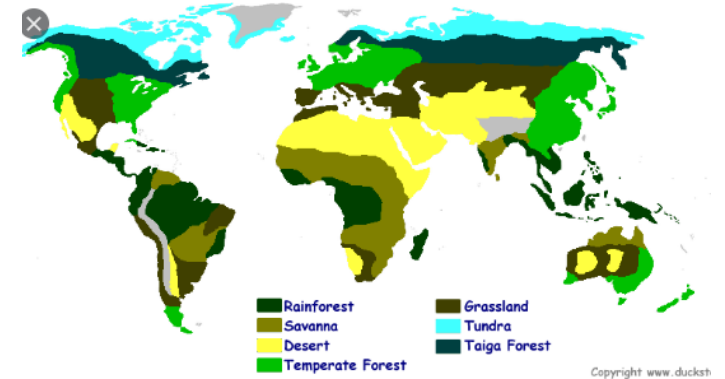 Rainforest
Savanna
Desert
Temperate Forest
Grassland
Tundra
Taiga Forest
Copyright www.duckst